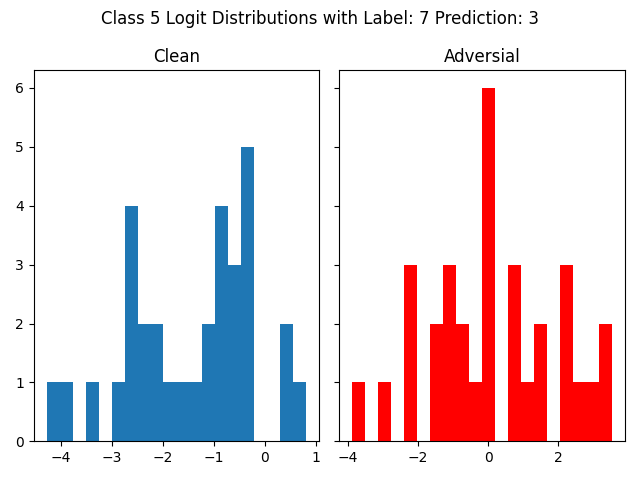 Class 5 Logit Distributions with Label: 7 Prediction: 3
Clean
Adversial
6
5
4
3
2
1
0
−4 −3 −2 −1 0 1
−4 −2 0 2